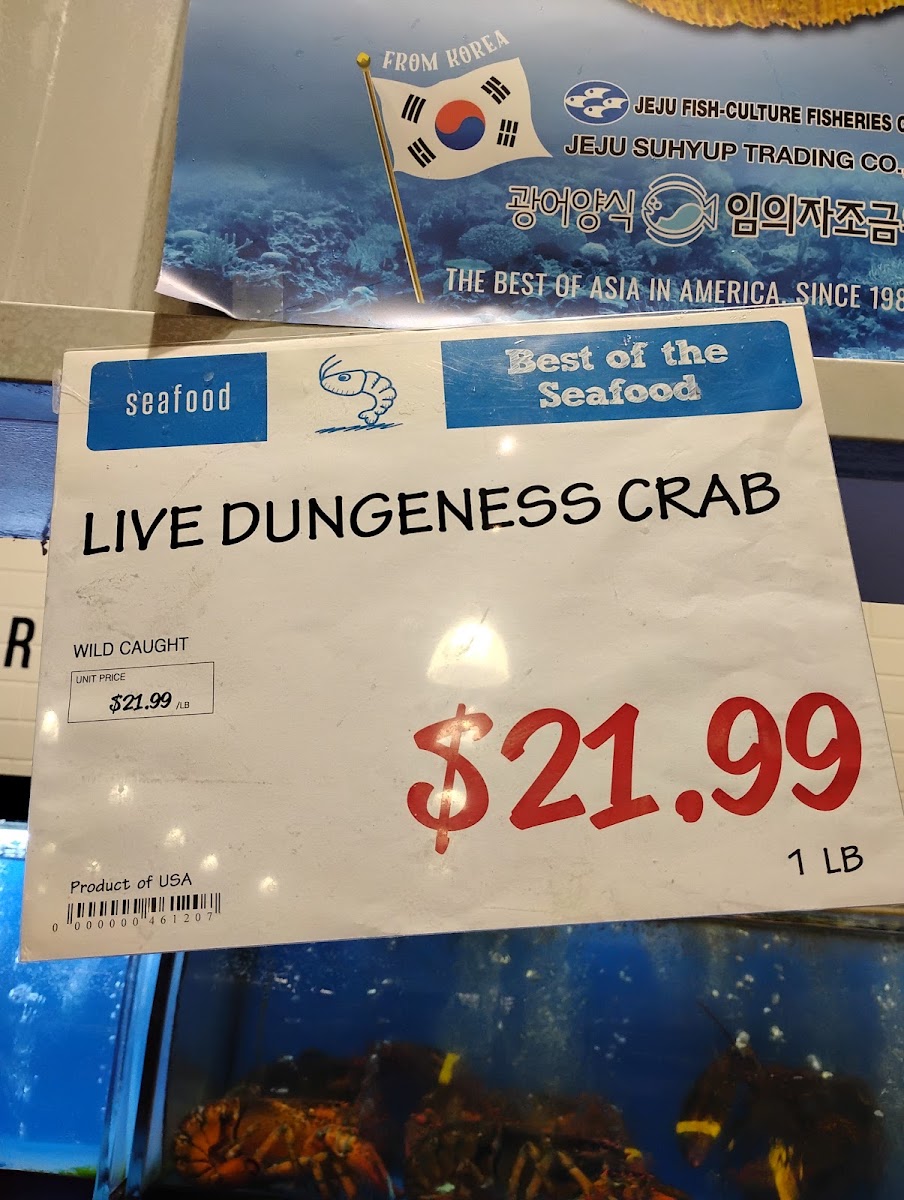 FROM KOREA
JEJU FISH-CULTURE FISHERIES
JEJU SUHYUP TRADING CO.,
광어양식 임의자조금
THE BEST OF ASIA IN AMERICA. SINCE 198
seafood
Best of the
Seafood
LIVE DUNGENESS CRAB
R
WILD CAUGHT
UNIT PRICE
$21.99 /LB
$21.99
1 LB
Product of USA
0 000000 461207